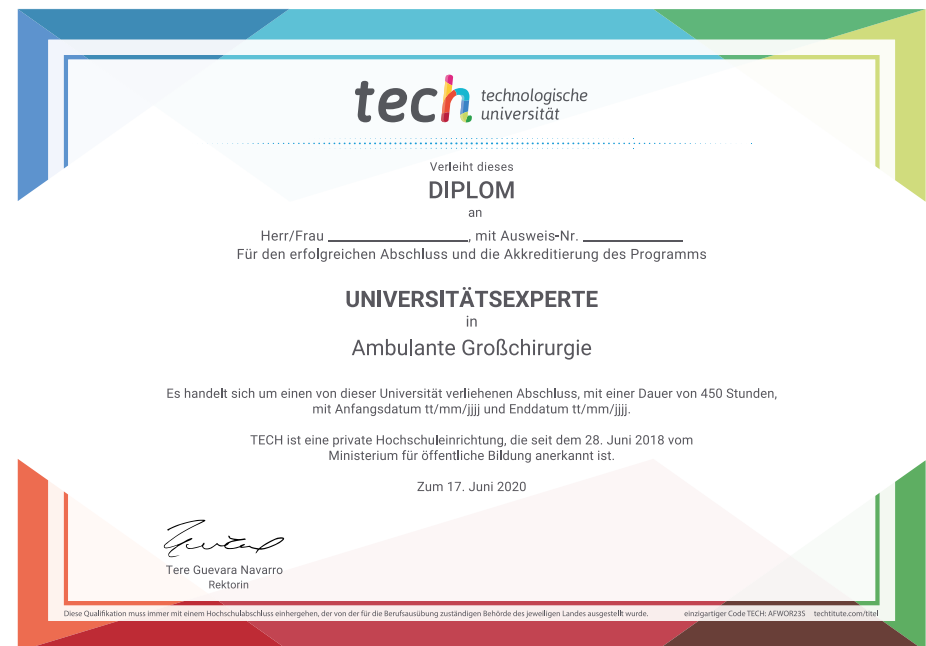 tech technologische
universität
Verleiht dieses
DIPLOM
an
Herr/Frau ____________________, mit Ausweis-Nr. ______________
Für den erfolgreichen Abschluss und die Akkreditierung des Programms
UNIVERSITÄTSEXPERTE
in
Ambulante Großchirurgie
Es handelt sich um einen von dieser Universität verliehenen Abschluss, mit einer Dauer von 450 Stunden,
mit Anfangsdatum tt/mm/jjjj und Enddatum tt/mm/jjjj.
TECH ist eine private Hochschuleinrichtung, die seit dem 28. Juni 2018 vom
Ministerium für öffentliche Bildung anerkannt ist.
Zum 17. Juni 2020
Tere Guevara Navarro
Rektorin
Diese Qualifikation muss immer mit einem Hochschulabschluss einhergehen, der von der für die Berufsausübung zuständigen Behörde des jeweiligen Landes ausgestellt wurde. einzigartiger Code TECH: AFWOR23S techtitute.com/titel